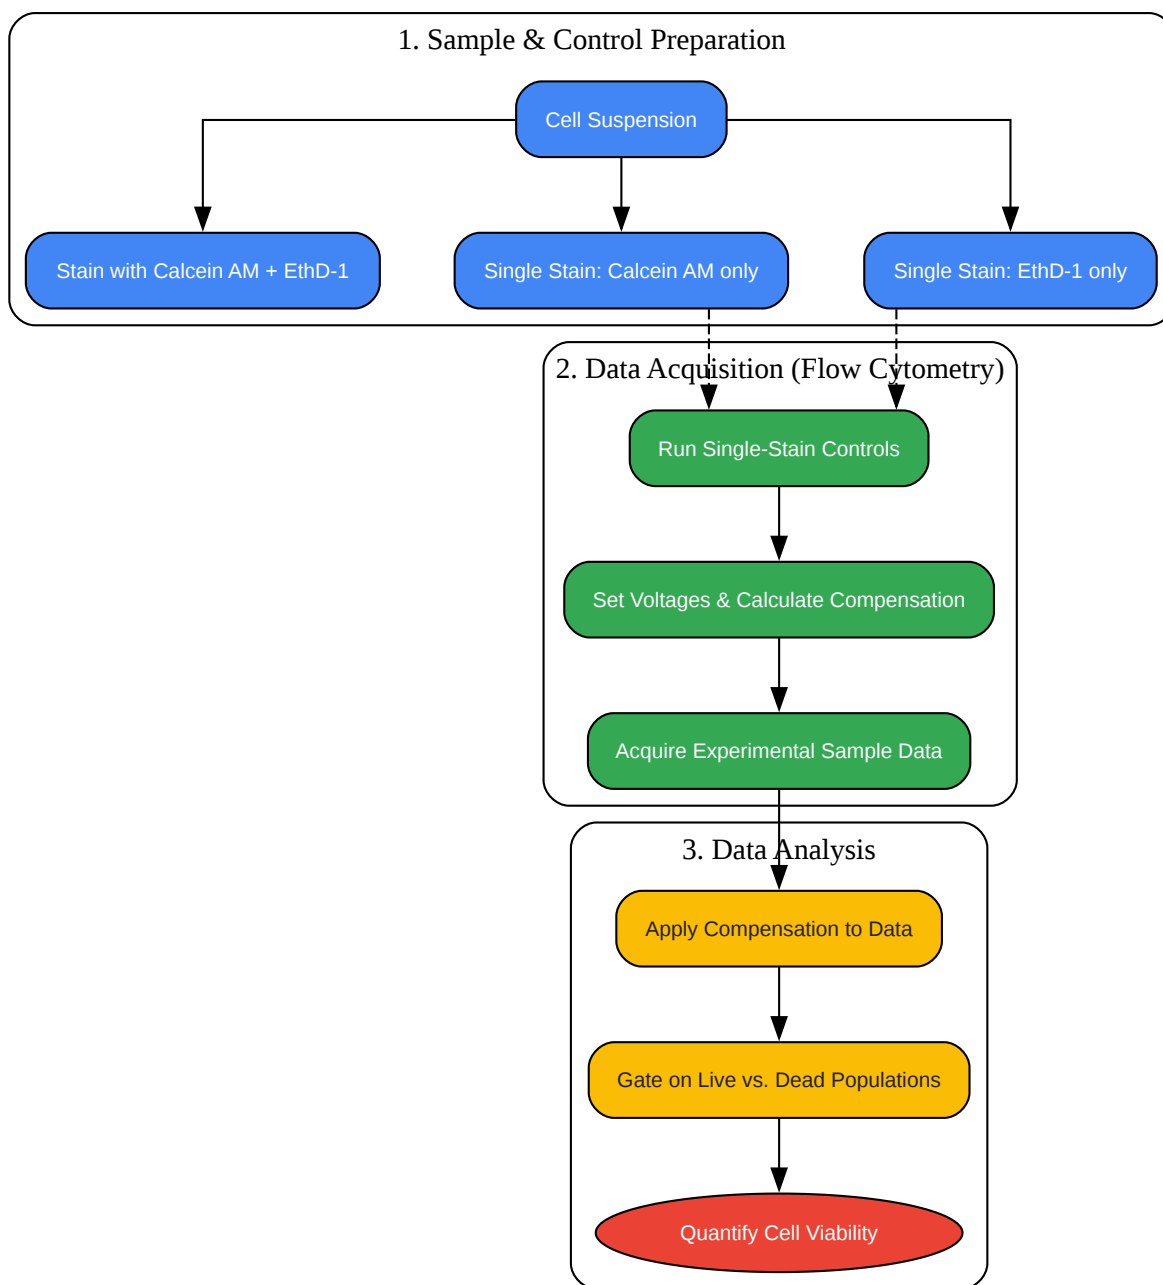 1. Sample & Control Preparation
Cell Suspension
Stain with Calcein AM + EthD-1
Single Stain: Calcein AM only
Single Stain: EthD-1 only
2. Data Acquisition (Flow Cytometry)
Run Single-Stain Controls
Set Voltages & Calculate Compensation
Acquire Experimental Sample Data
3. Data Analysis
Apply Compensation to Data
Gate on Live vs. Dead Populations
Quantify Cell Viability